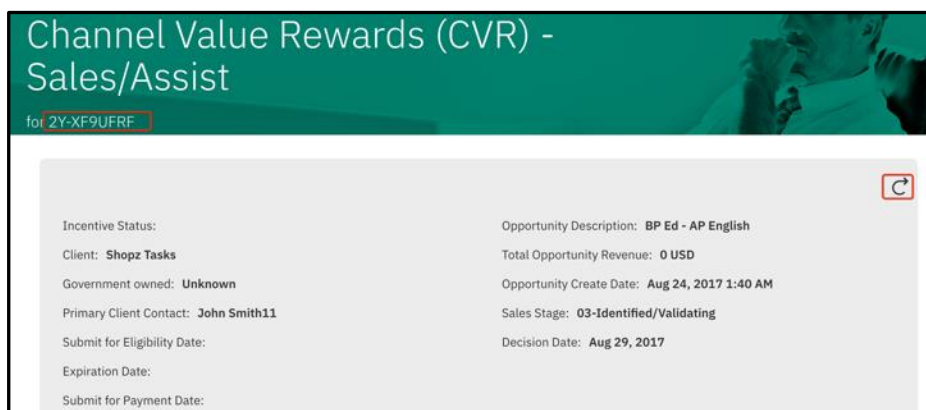 Channel Value Rewards (CVR) -
Sales/Assist
for 2Y-XF9UFRF
Incentive Status:
Client: Shopz Tasks
Government owned: Unknown
Primary Client Contact: John Smith11
Submit for Eligibility Date:
Expiration Date:
Submit for Payment Date:
Opportunity Description: BP Ed - AP English
Total Opportunity Revenue: 0 USD
Opportunity Create Date: Aug 24, 2017 1:40 AM
Sales Stage: 03-Identified/Validating
Decision Date: Aug 29, 2017